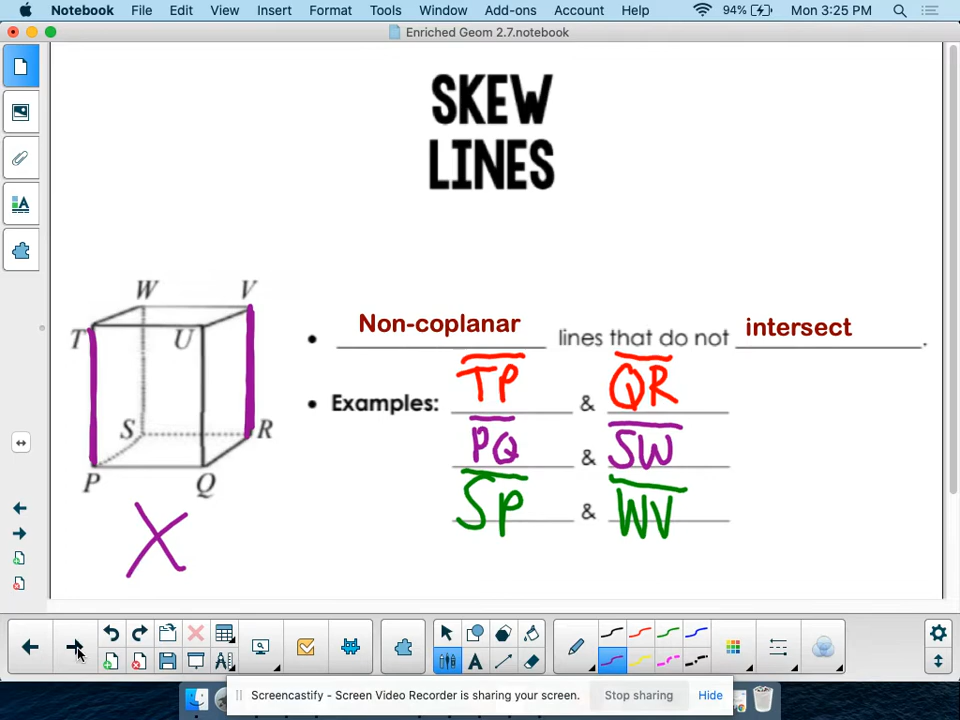 Notebook File Edit View Insert Format Tools Window Add-ons Account Help 94% Mon 3:25 PM
Enriched Geom 2.7.notebook
SKEW
LINES
W V
T U
S R
P Q
X
• Non-coplanar lines that do not intersect.
• Examples: TP & QR
PQ & SW
SP & WV
Screencastify - Screen Video Recorder is sharing your screen. Stop sharing Hide